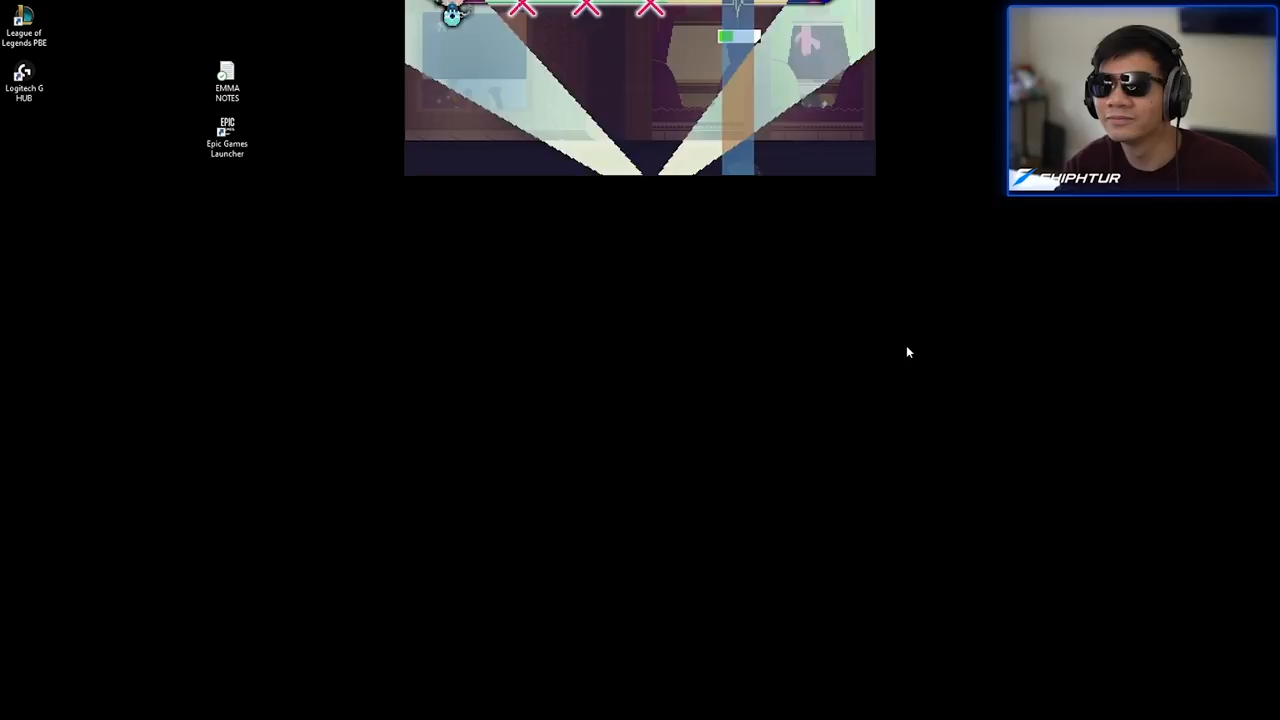 League of
Legends PBE
Logitech G
HUB
EMMA
NOTES
EPIC
Epic Games
Launcher
SHIPHTUR